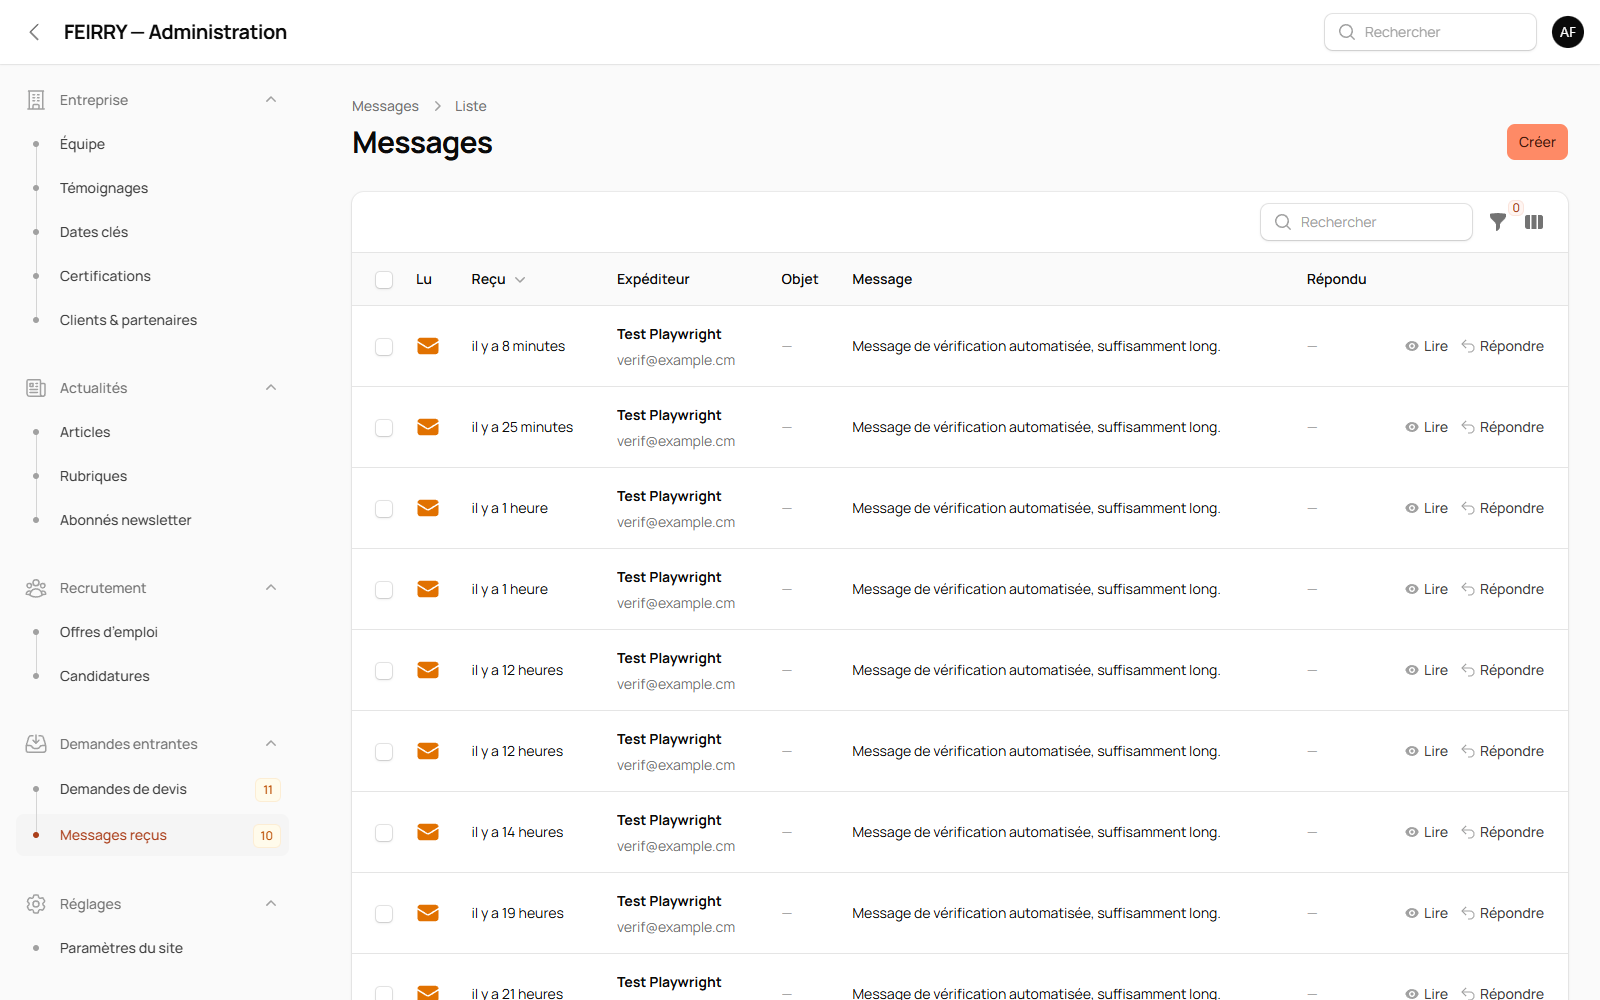 FEIRRY — Administration
Rechercher
AF
Entreprise
Équipe
Témoignages
Dates clés
Certifications
Clients & partenaires
Actualités
Articles
Rubriques
Abonnés newsletter
Recrutement
Offres d'emploi
Candidatures
Demandes entrantes
Demandes de devis 11
Messages reçus 10
Réglages
Paramètres du site
Messages > Liste
Messages
Créer
Rechercher
0
Lu Reçu Expéditeur Objet Message Répondu
il y a 8 minutes Test Playwright — Message de vérification automatisée, suffisamment long. — Lire Répondre
verif@example.cm
il y a 25 minutes Test Playwright — Message de vérification automatisée, suffisamment long. — Lire Répondre
verif@example.cm
il y a 1 heure Test Playwright — Message de vérification automatisée, suffisamment long. — Lire Répondre
verif@example.cm
il y a 1 heure Test Playwright — Message de vérification automatisée, suffisamment long. — Lire Répondre
verif@example.cm
il y a 12 heures Test Playwright — Message de vérification automatisée, suffisamment long. — Lire Répondre
verif@example.cm
il y a 12 heures Test Playwright — Message de vérification automatisée, suffisamment long. — Lire Répondre
verif@example.cm
il y a 14 heures Test Playwright — Message de vérification automatisée, suffisamment long. — Lire Répondre
verif@example.cm
il y a 19 heures Test Playwright — Message de vérification automatisée, suffisamment long. — Lire Répondre
verif@example.cm
il y a 21 heures Test Playwright — Message de vérification automatisée, suffisamment long. — Lire Répondre